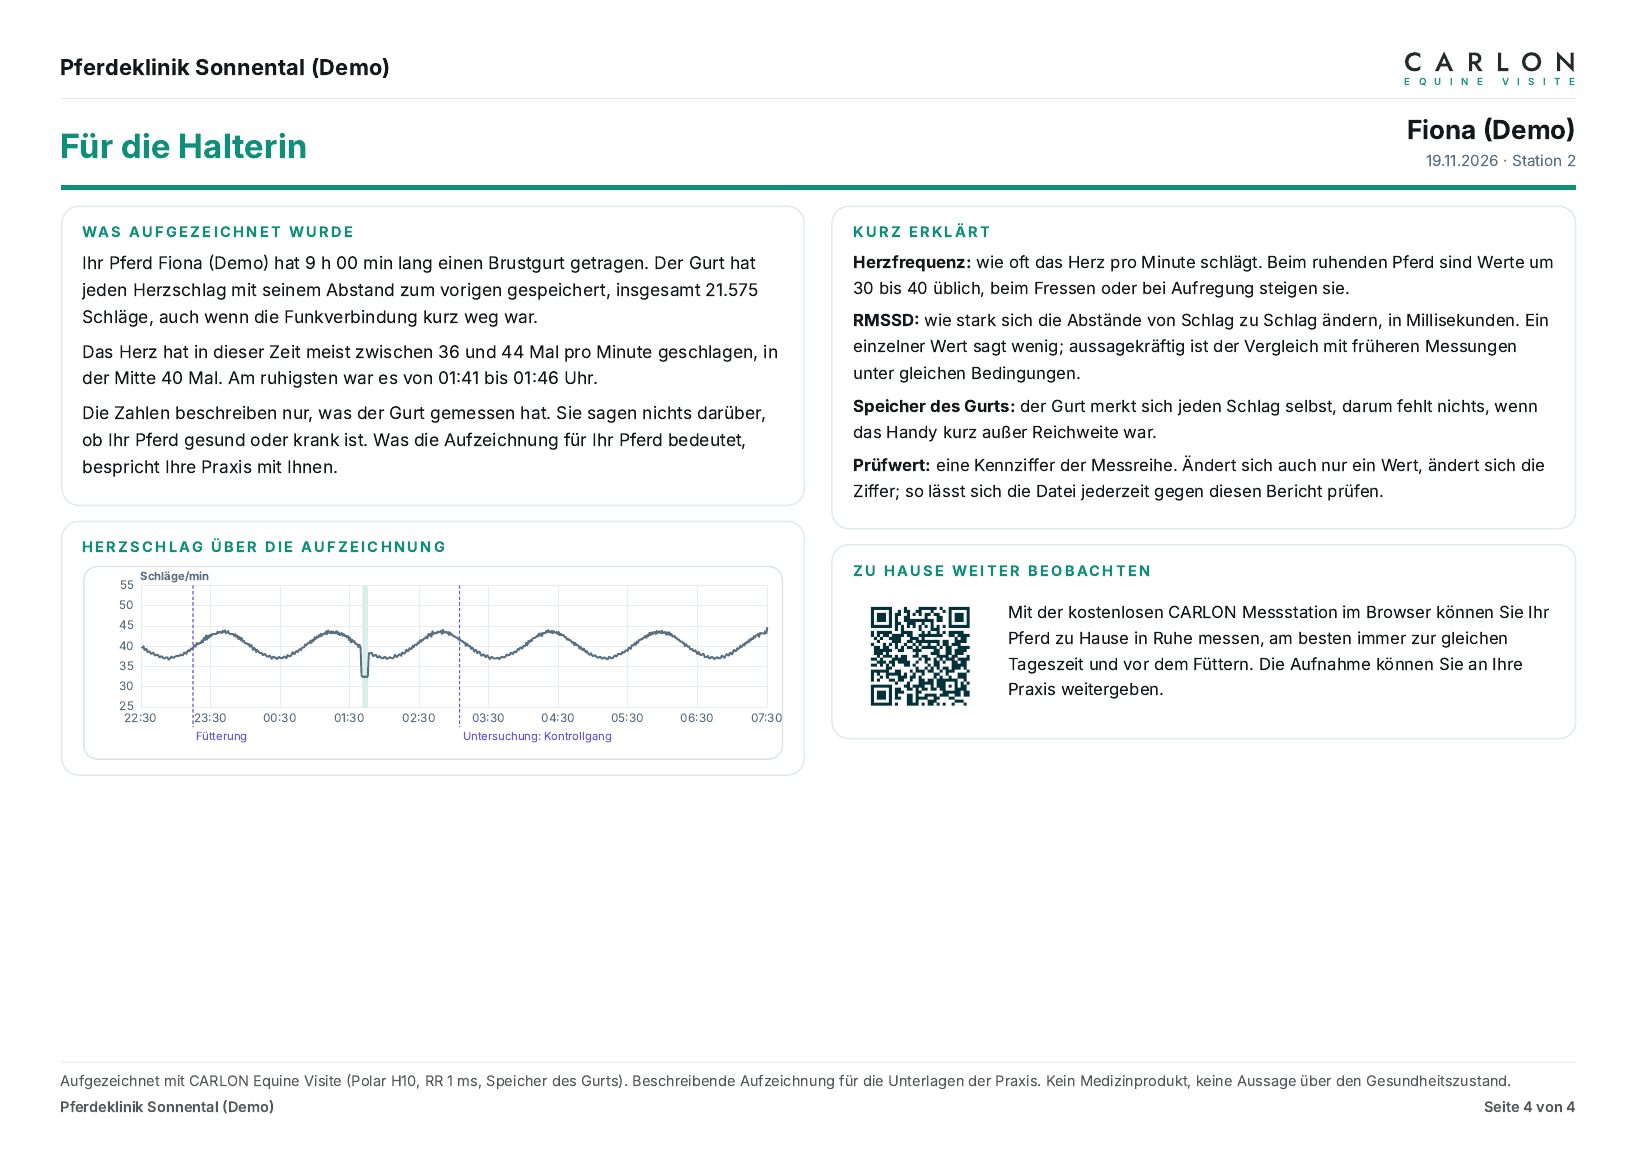 Pferdeklinik Sonnental (Demo)
CARLON
EQUINE VISITE
Für die Halterin
Fiona (Demo)
19.11.2026 · Station 2
WAS AUFGEZEICHNET WURDE
Ihr Pferd Fiona (Demo) hat 9 h 00 min lang einen Brustgurt getragen. Der Gurt hat
jeden Herzschlag mit seinem Abstand zum vorigen gespeichert, insgesamt 21.575
Schläge, auch wenn die Funkverbindung kurz weg war.
Das Herz hat in dieser Zeit meist zwischen 36 und 44 Mal pro Minute geschlagen, in
der Mitte 40 Mal. Am ruhigsten war es von 01:41 bis 01:46 Uhr.
Die Zahlen beschreiben nur, was der Gurt gemessen hat. Sie sagen nichts darüber,
ob Ihr Pferd gesund oder krank ist. Was die Aufzeichnung für Ihr Pferd bedeutet,
bespricht Ihre Praxis mit Ihnen.
HERZSCHLAG ÜBER DIE AUFZEICHNUNG
Schläge/min
55
50
45
40
35
30
25
22:30 23:30 00:30 01:30 02:30 03:30 04:30 05:30 06:30 07:30
Fütterung
Untersuchung: Kontrollgang
KURZ ERKLÄRT
Herzfrequenz: wie oft das Herz pro Minute schlägt. Beim ruhenden Pferd sind Werte um
30 bis 40 üblich, beim Fressen oder bei Aufregung steigen sie.
RMSSD: wie stark sich die Abstände von Schlag zu Schlag ändern, in Millisekunden. Ein
einzelner Wert sagt wenig; aussagekräftig ist der Vergleich mit früheren Messungen
unter gleichen Bedingungen.
Speicher des Gurts: der Gurt merkt sich jeden Schlag selbst, darum fehlt nichts, wenn
das Handy kurz außer Reichweite war.
Prüfwert: eine Kennziffer der Messreihe. Ändert sich auch nur ein Wert, ändert sich die
Ziffer; so lässt sich die Datei jederzeit gegen diesen Bericht prüfen.
ZU HAUSE WEITER BEOBACHTEN
Mit der kostenlosen CARLON Messstation im Browser können Sie Ihr
Pferd zu Hause in Ruhe messen, am besten immer zur gleichen
Tageszeit und vor dem Füttern. Die Aufnahme können Sie an Ihre
Praxis weitergeben.
Aufgezeichnet mit CARLON Equine Visite (Polar H10, RR 1 ms, Speicher des Gurts). Beschreibende Aufzeichnung für die Unterlagen der Praxis. Kein Medizinprodukt, keine Aussage über den Gesundheitszustand.
Pferdeklinik Sonnental (Demo)
Seite 4 von 4